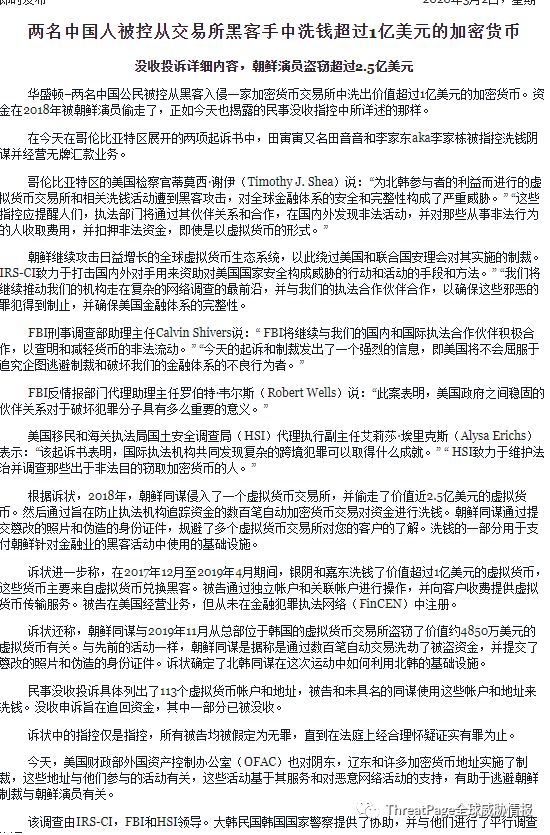 两名中国人被控从交易所黑客手中洗钱超过1亿美元的加密货币
没收投诉详细内容，朝鲜演员盗窃超过2.5亿美元
华盛顿–两名中国公民被控从黑客入侵一家加密货币交易所中洗出价值超过1亿美元的加密货币。资
金在2018年被朝鲜演员偷走了，正如今天也揭露的民事没收指控中所详述的那样。
在今天在哥伦比亚特区展开的两项起诉书中，田寅寅又名田音音和李家东aka李家栋被指控洗钱阴
谋并经营无牌汇款业务。
哥伦比亚特区的美国检察官蒂莫西·谢伊（Timothy J. Shea）说：“为北韩参与者的利益而进行的虚
拟货币交易所和相关洗钱活动遭到黑客攻击，对全球金融体系的安全和完整性构成了严重威胁。” “这些
指控应提醒人们，执法部门将通过其伙伴关系和合作，在国内外发现非法活动，并对那些从事非法行为
的人收取费用，并扣押非法资金，即使是以虚拟货币的形式。”
朝鲜继续攻击日益增长的全球虚拟货币生态系统，以此绕过美国和联合国安理会对其实施的制裁。
IRS-CI致力于打击国内外对手用来资助对美国国家安全构成威胁的行动和活动的手段和方法。” “我们将
继续推动我们的机构走在复杂的网络调查的最前沿，并与我们的执法合作伙伴合作，以确保这些邪恶的
罪犯得到制止，并确保美国金融体系的完整性。
FBI刑事调查部助理主任Calvin Shivers说：“ FBI将继续与我们的国内和国际执法合作伙伴积极合
作，以查明和减轻货币的非法流动。” “今天的起诉和制裁发出了一个强烈的信息，即美国将不会屈服于
追究企图逃避制裁和破坏我们的金融体系的不良行为者。”
FBI反情报部门代理助理主任罗伯特·韦尔斯（Robert Wells）说：“此案表明，美国政府之间稳固的
伙伴关系对于破坏犯罪分子具有多么重要的意义。”
美国移民和海关执法局国土安全调查局（HSI）代理执行副主任艾莉莎·埃里克斯（Alysa Erichs）
表示：“该起诉书表明，国际执法机构共同发现复杂的跨境犯罪可以取得什么成就。” “ HSI致力于维护法
治并调查那些出于非法目的窃取加密货币的人。”
根据诉状，2018年，朝鲜同谋侵入了一个虚拟货币交易所，并偷走了价值近2.5亿美元的虚拟货
币。然后通过旨在防止执法机构追踪资金的数百笔自动加密货币交易对资金进行洗钱。朝鲜同谋通过提
交篡改的照片和伪造的身份证件，规避了多个虚拟货币交易所对您的客户的了解。洗钱的一部分用于支
付朝鲜针对金融业的黑客活动中使用的基础设施。
诉状进一步称，在2017年12月至2019年4月期间，银阴和嘉东洗钱了价值超过1亿美元的虚拟货币，
这些货币主要来自虚拟货币兑换黑客。被告通过独立帐户和关联帐户进行操作，并向客户收费提供虚拟
货币传输服务。被告在美国经营业务，但从未在金融犯罪执法网络（FinCEN）中注册。
诉状还称，朝鲜同谋与2019年11月从总部位于韩国的虚拟货币交易所盗窃了价值约4850万美元的
虚拟货币有关。与先前的活动一样，朝鲜同谋是据称是通过数百笔自动交易洗劫了被盗资金，并提交了
篡改的照片和伪造的身份证件。诉状确定了北韩同谋在这次运动中如何利用北韩的基础设施。
民事没收投诉具体列出了113个虚拟货币帐户和地址，被告和未具名的同谋使用这些帐户和地址来
洗钱。没收申诉旨在追回资金，其中一部分已被没收。
诉状中的指控仅是指控，所有被告均被假定为无罪，直到在法庭上经合理怀疑证实有罪为止。
今天，美国财政部外国资产控制办公室（OFAC）也对阴东，辽东和许多加密货币地址实施了制
裁，这些地址与他们参与的活动有关，这些活动基于其服务和对恶意网络活动的支持，有助于逃避朝鲜
制裁与朝鲜演员有关。
该调查由IRS-CI，FBI和HSI领导。大韩民国韩国国家警察提供了协助，并与他们进行了平行调查
ThreatPage全球威胁情报